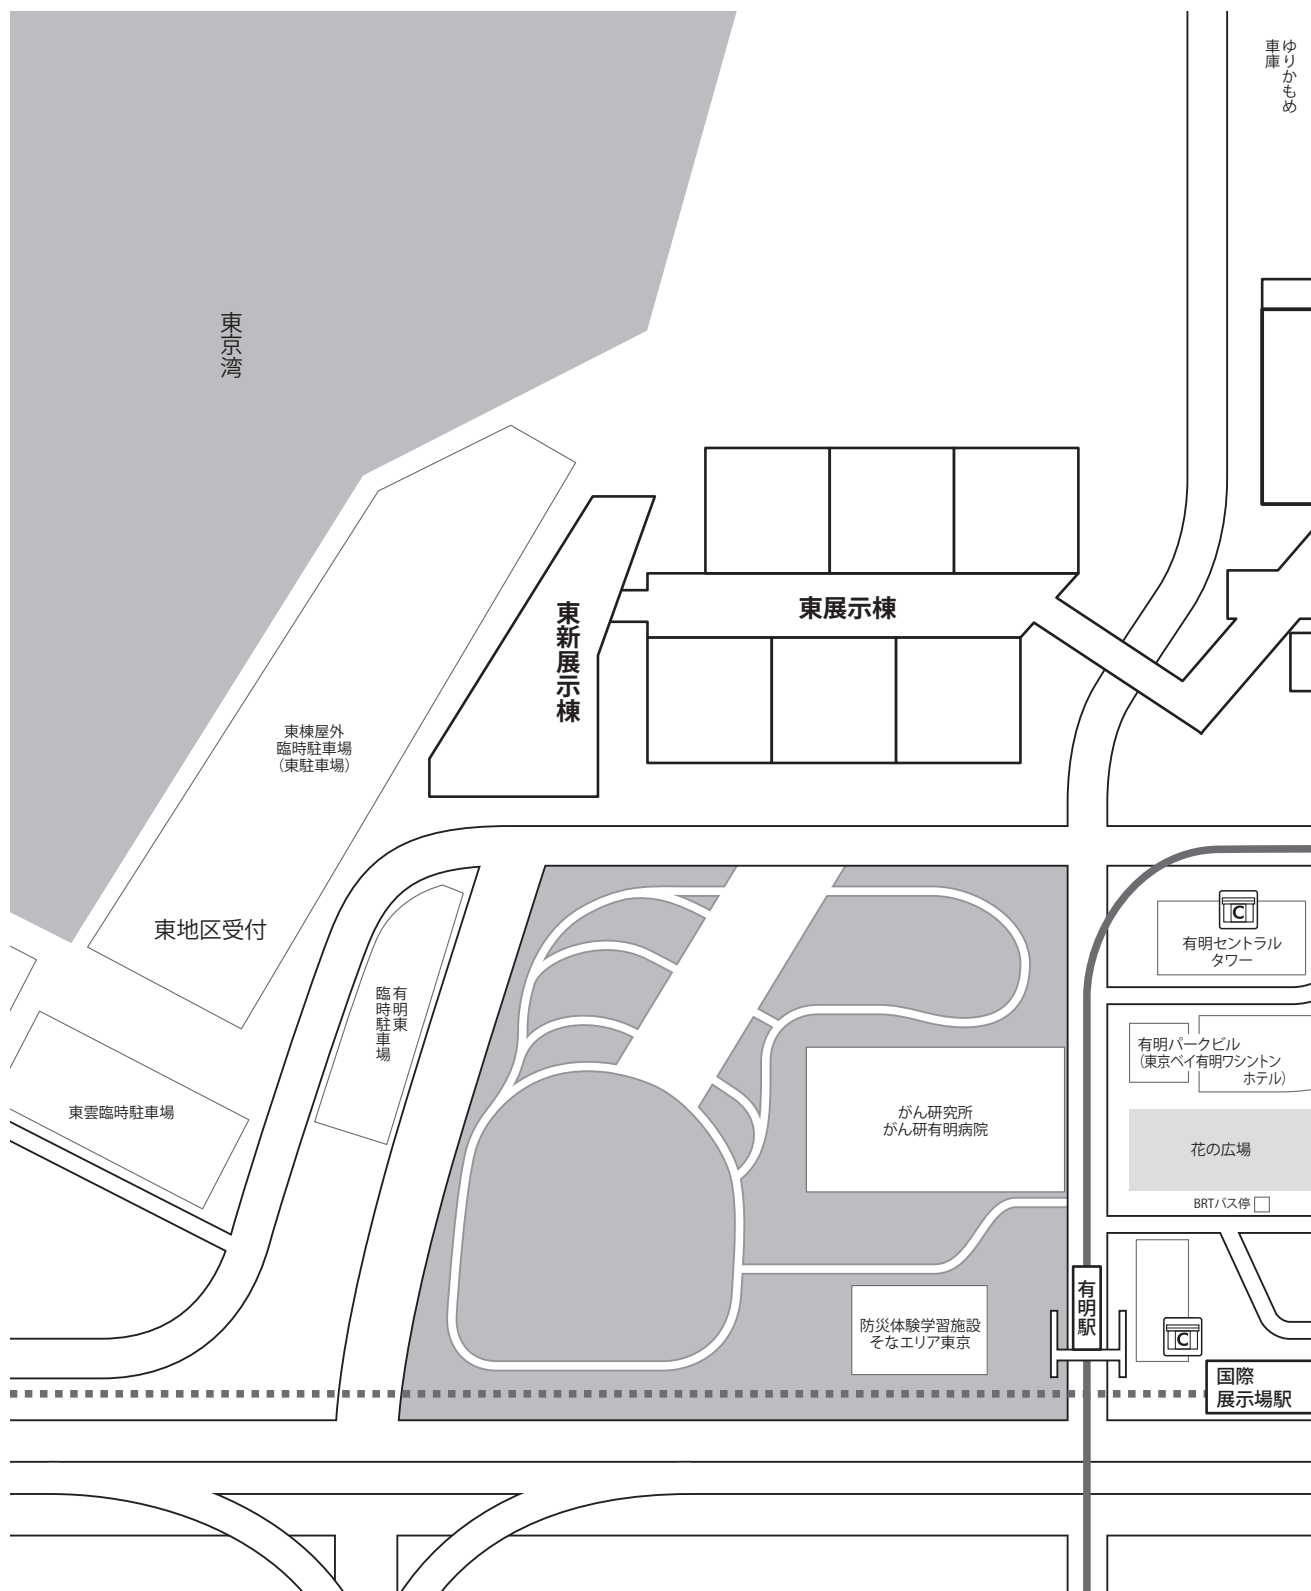 ゆりかもめ
車庫
東京湾
東展示棟
東新展示棟
東棟屋外
臨時駐車場
(東駐車場)
東地区受付
有明東
臨時駐車場
東雲臨時駐車場
C
有明セントラル
タワー
有明パークビル
(東京ベイ有明ワシントン
ホテル)
がん研究所
がん研有明病院
花の広場
BRTバス停
有明駅
防災体験学習施設
そなエリア東京
C
国際
展示場駅